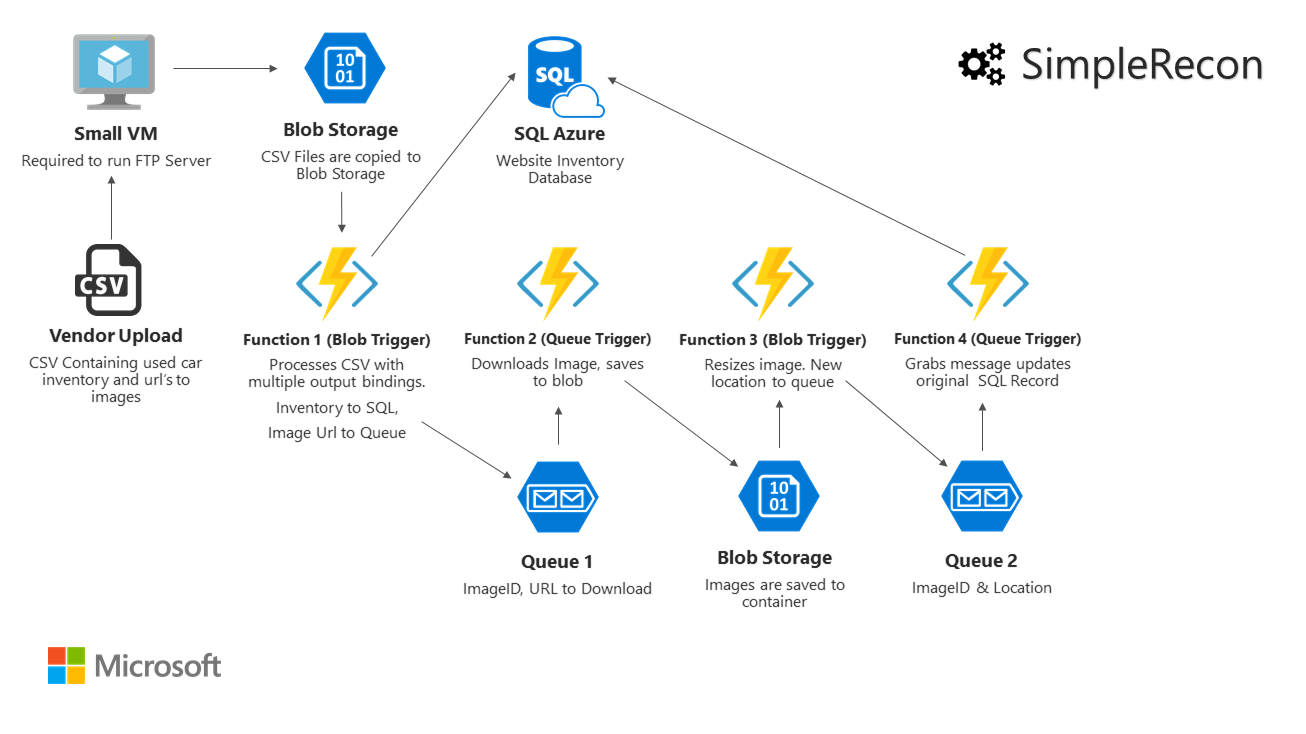 SimpleRecon
10
01
SQL
Small VM
Required to run FTP Server
Blob Storage
CSV Files are copied to
Blob Storage
SQL Azure
Website Inventory
Database
CSV
Vendor Upload
CSV Containing used car
inventory and url's to
images
Function 1 (Blob Trigger)
Processes CSV with
multiple output bindings.
Inventory to SQL,
Image Url to Queue
Function 2 (Queue Trigger)
Downloads Image, saves
to blob
Function 3 (Blob Trigger)
Resizes image. New
location to queue
Function 4 (Queue Trigger)
Grabs message updates
original SQL Record
Queue 1
ImageID, URL to Download
10
01
Blob Storage
Images are saved to
container
Queue 2
ImageID & Location
Microsoft